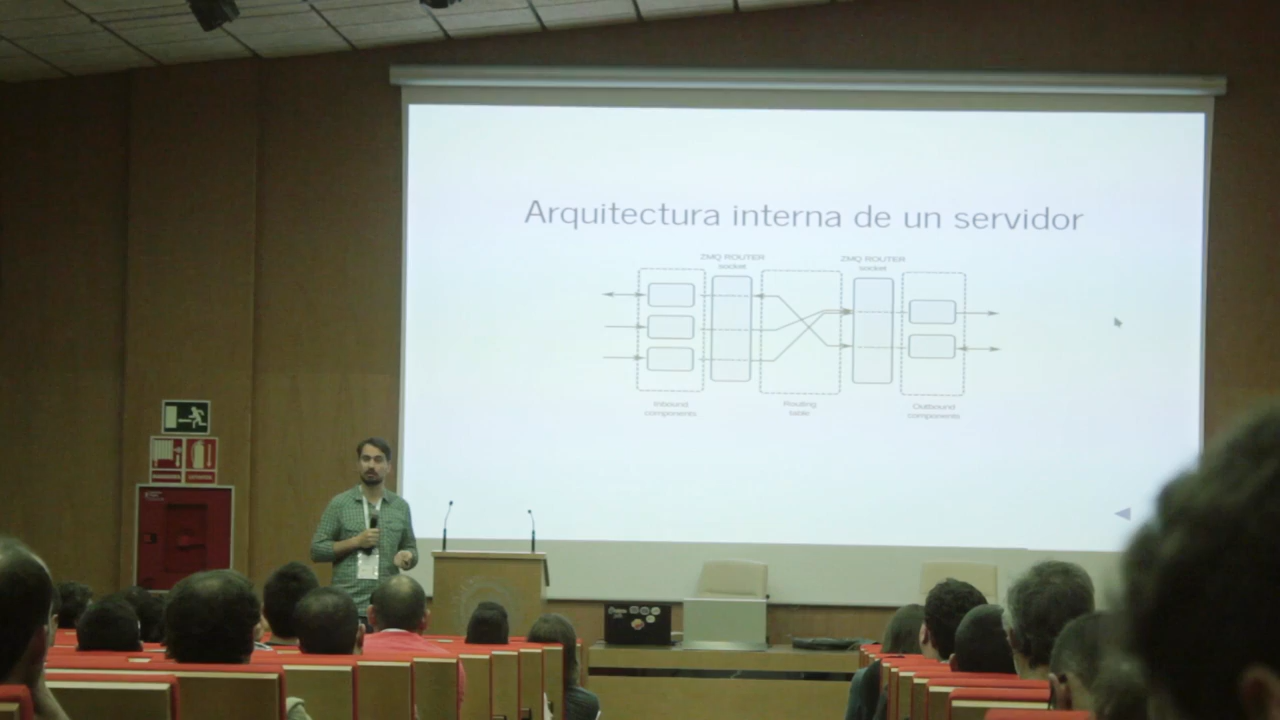 Arquitectura interna de un servidor
ZMQ ROUTER
socket
ZMQ ROUTER
socket
Inbound
components
Routing
table
Outbound
components